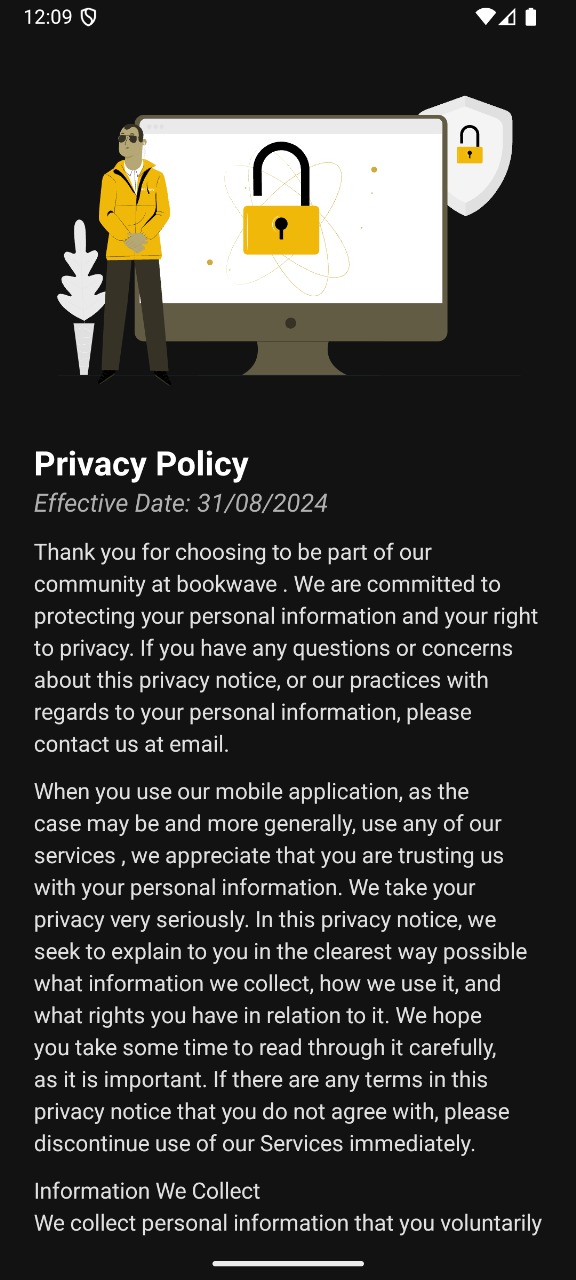 12:09
Privacy Policy
Effective Date: 31/08/2024
Thank you for choosing to be part of our
community at bookwave . We are committed to
protecting your personal information and your right
to privacy. If you have any questions or concerns
about this privacy notice, or our practices with
regards to your personal information, please
contact us at email.
When you use our mobile application, as the
case may be and more generally, use any of our
services , we appreciate that you are trusting us
with your personal information. We take your
privacy very seriously. In this privacy notice, we
seek to explain to you in the clearest way possible
what information we collect, how we use it, and
what rights you have in relation to it. We hope
you take some time to read through it carefully,
as it is important. If there are any terms in this
privacy notice that you do not agree with, please
discontinue use of our Services immediately.
Information We Collect
We collect personal information that you voluntarily